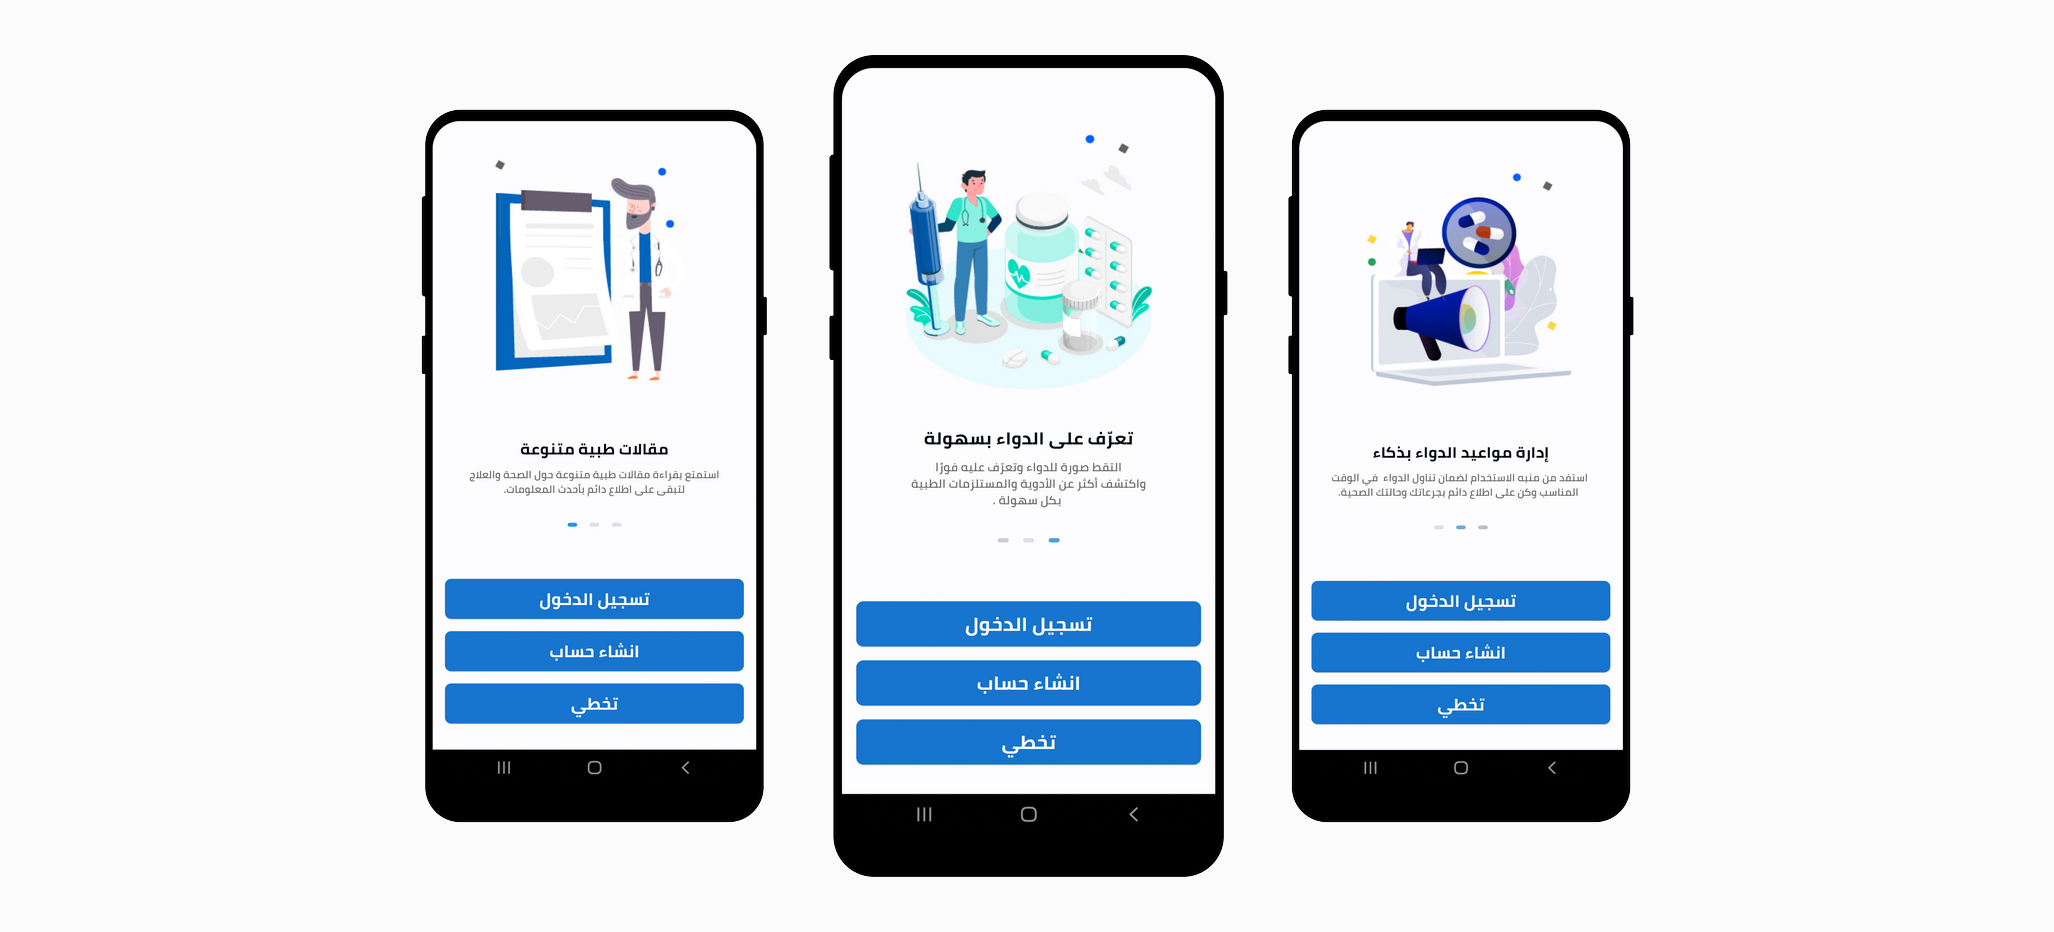 مقالات طبية متنوعة
استمتع بقراءة مقالات طبية متنوعة حول الصحة والعلاج
لتبقى على اطلاع دائم بأحدث المعلومات.
تسجيل الدخول
انشاء حساب
تخطي
تعرّف على الدواء بسهولة
التقط صورة للدواء وتعرّف عليه فورًا
واكتشف أكثر عن الأدوية والمستلزمات الطبية
بكل سهولة .
تسجيل الدخول
انشاء حساب
تخطي
إدارة مواعيد الدواء بذكاء
استفد من منبه الاستخدام لضمان تناول الدواء  في الوقت
المناسب وكن على اطلاع دائم بجرعاتك وحالتك الصحية.
تسجيل الدخول
انشاء حساب
تخطي